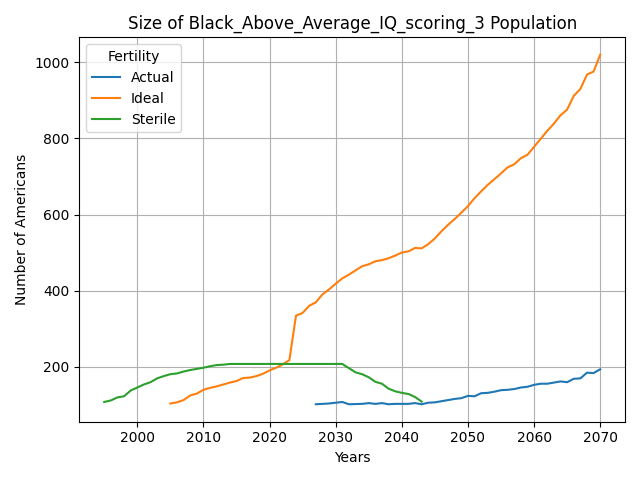 Size of Black_Above_Average_IQ_scoring_3 Population
Fertility
Actual
Ideal
Sterile
Number of Americans
1000
800
600
400
200
2000 2010 2020 2030 2040 2050 2060 2070
Years